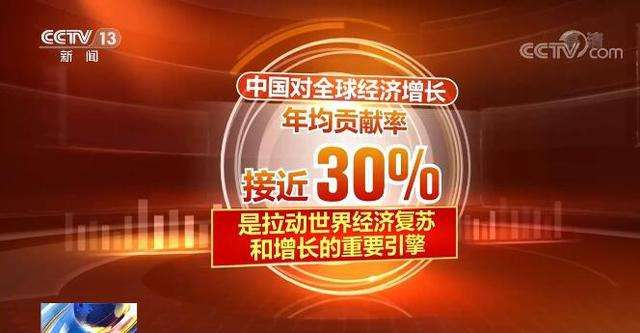 CCTV 13
新闻
CCTV com
中国对全球经济增长
年均贡献率
接近 30%
是拉动世界经济复苏
和增长的重要引擎